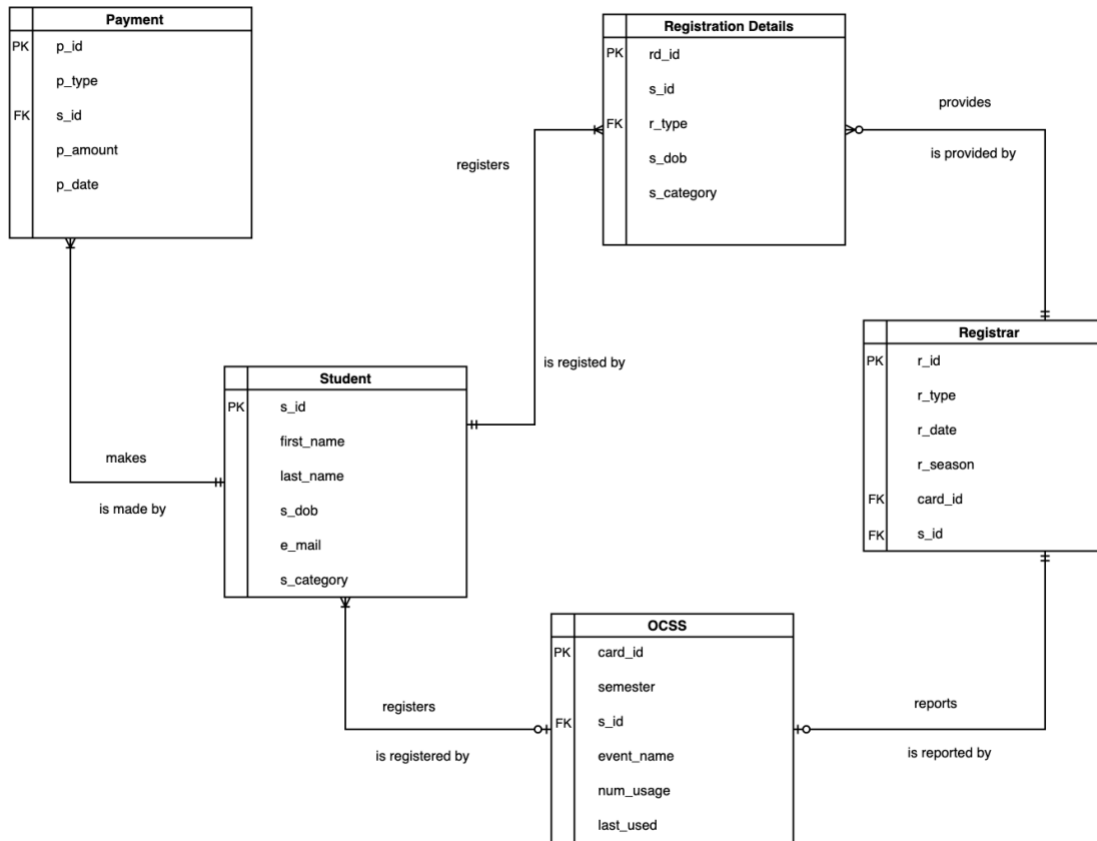 Payment
PK p_id
p_type
FK s_id
p_amount
p_date
Registration Details
PK rd_id
s_id
FK r_type
s_dob
s_category
provides
is provided by
registers
is registed by
Registrar
PK r_id
r_type
r_date
r_season
FK card_id
FK s_id
Student
PK s_id
first_name
last_name
s_dob
e_mail
s_category
makes
is made by
OCSS
PK card_id
semester
FK s_id
event_name
num_usage
last_used
registers
is registered by
reports
is reported by